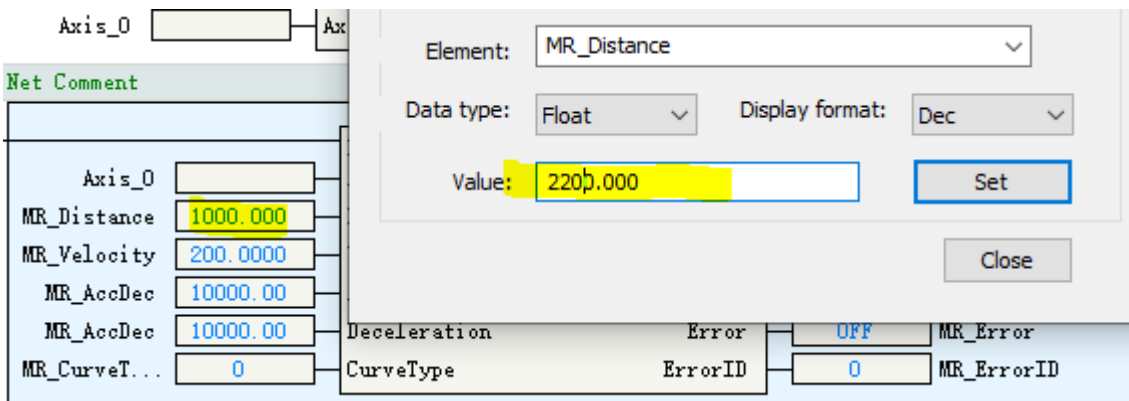 Axis_O
Ax
Element: MR_Distance
Net Comment
Data type: Float Display format: Dec
Value: 2200.000 Set
Axis_O
MR_Distance 1000.000
MR_Velocity 200.0000
Close
MR_AccDec 10000.00
MR_AccDec 10000.00 Deceleration Error OFF MR_Error
MR_CurveT... 0 CurveType ErrorID 0 MR_ErrorID